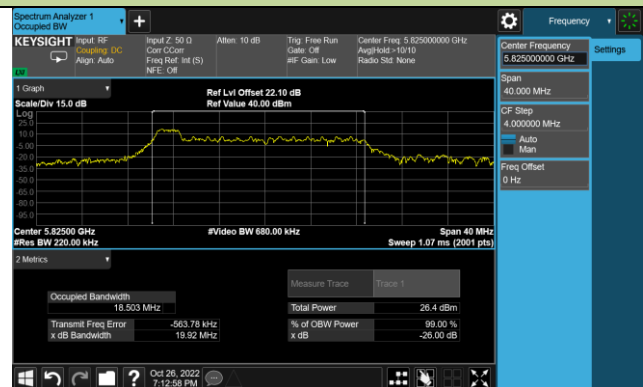 Spectrum Analyzer 1
Occupied BW
+
Frequency
KEYSIGHT
Input: RF
Coupling: DC
Align: Auto
Input Z: 50 Ω
Corr CCorr
Freq Ref: Int (S)
NFE: Off
Atten: 10 dB
Trig: Free Run
Gate: Off
#IF Gain: Low
Center Freq: 5.825000000 GHz
Avg|Hold:>10/10
Radio Std: None
Center Frequency
5.825000000 GHz
Settings
Span
40.000 MHz
CF Step
4.000000 MHz
Auto
Man
Freq Offset
0 Hz
1 Graph
Scale/Div 15.0 dB
Ref Lvl Offset 22.10 dB
Ref Value 40.00 dBm
Log
25.0
10.0
-5.00
-20.0
-35.0
-50.0
-65.0
-80.0
-95.0
Center 5.82500 GHz
#Video BW 680.00 kHz
Span 40 MHz
#Res BW 220.00 kHz
Sweep 1.07 ms (2001 pts)
2 Metrics
Measure Trace
Trace 1
Occupied Bandwidth
18.503 MHz
Total Power
26.4 dBm
Transmit Freq Error
-563.78 kHz
% of OBW Power
99.00 %
x dB Bandwidth
19.92 MHz
x dB
-26.00 dB
?
Oct 26, 2022
7:12:58 PM